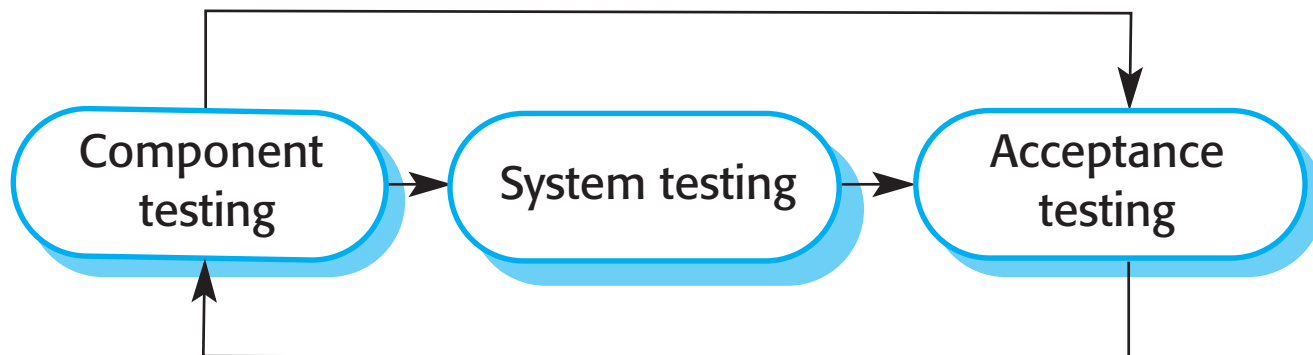 Component
testing
System testing
Acceptance
testing